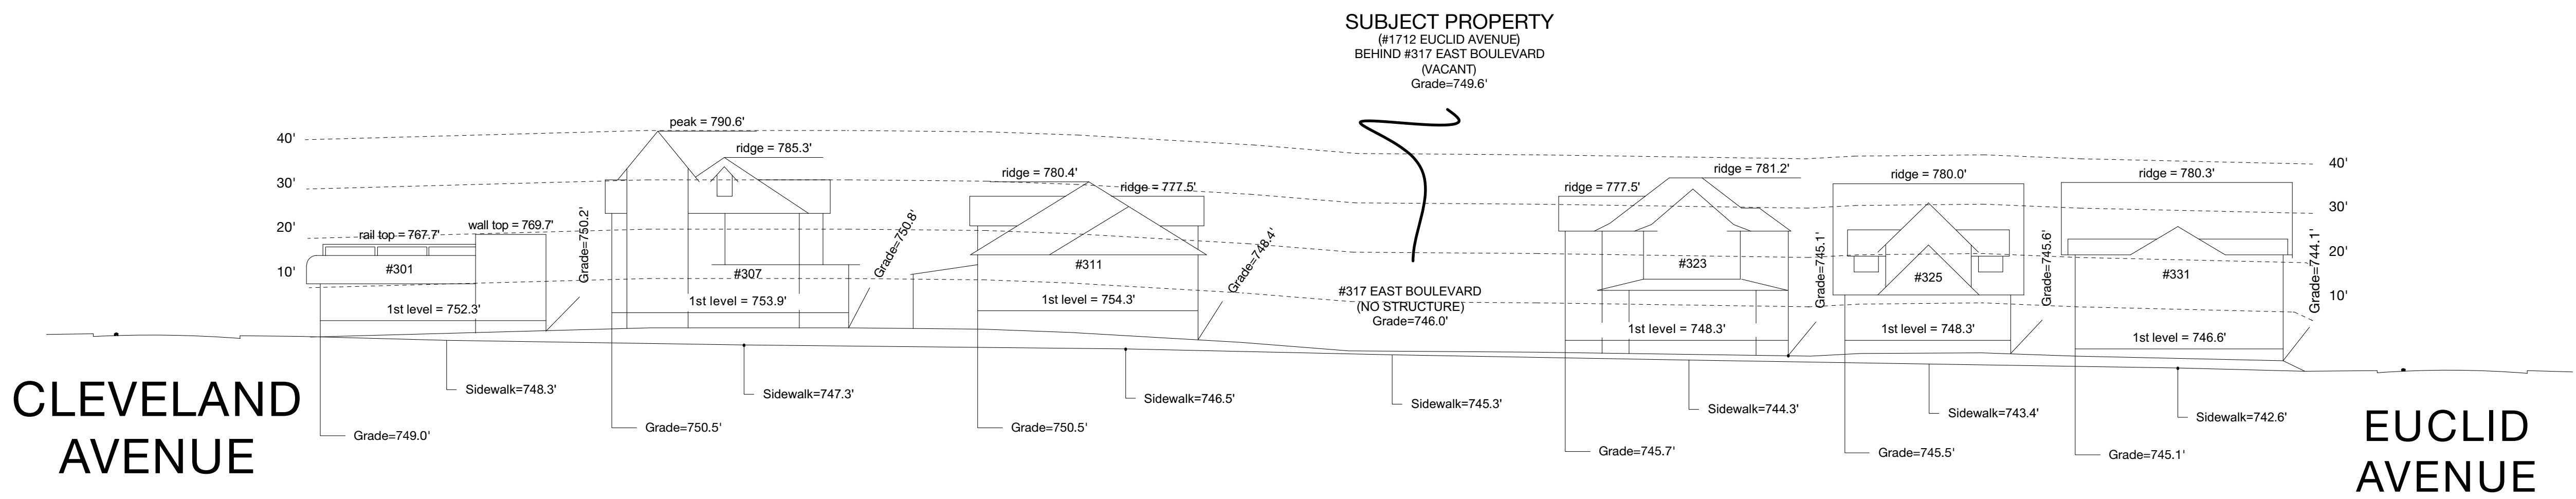 SUBJECT PROPERTY
(#1712 EUCLID AVENUE)
BEHIND #317 EAST BOULEVARD
(VACANT)
Grade=749.6'
40'
30'
20'
10'
peak = 790.6'
ridge = 785.3'
ridge = 780.4'
ridge = 777.5'
ridge = 777.5'
ridge = 781.2'
ridge = 780.0'
ridge = 780.3'
40'
30'
20'
10'
rail top = 767.7'
wall top = 769.7'
#301
1st level = 752.3'
Grade=750.2'
#307
1st level = 753.9'
Grade=750.8'
#311
1st level = 754.3'
Grade=748.4'
#317 EAST BOULEVARD
(NO STRUCTURE)
Grade=746.0'
#323
1st level = 748.3'
Grade=745.1'
#325
1st level = 748.3'
Grade=745.6'
#331
1st level = 746.6'
Grade=744.1'
CLEVELAND
AVENUE
Sidewalk=748.3'
Sidewalk=747.3'
Sidewalk=746.5'
Sidewalk=745.3'
Sidewalk=744.3'
Sidewalk=743.4'
Sidewalk=742.6'
Grade=749.0'
Grade=750.5'
Grade=750.5'
Grade=745.7'
Grade=745.5'
Grade=745.1'
EUCLID
AVENUE